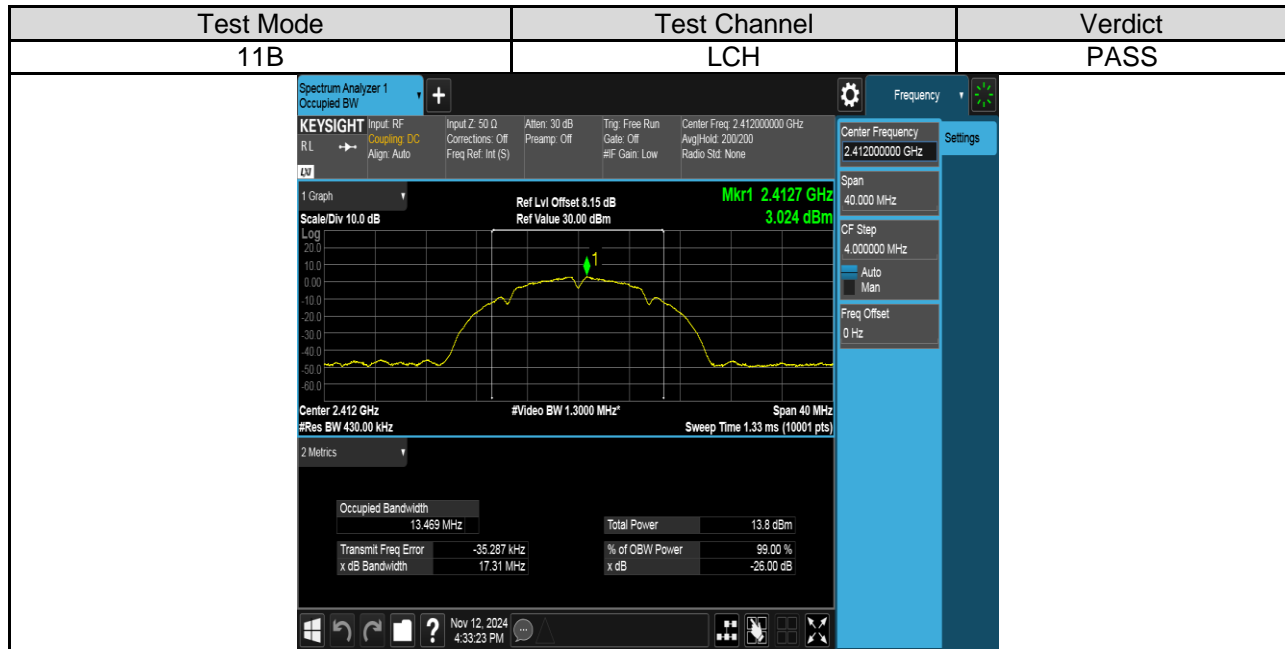 Test Mode Test Channel Verdict
11B LCH PASS
Spectrum Analyzer 1
Occupied BW
+
Frequency
KEYSIGHT Input: RF Input Z: 50 Ω Atten: 30 dB Trig: Free Run Center Freq: 2.412000000 GHz
RL Coupling: DC Corrections: Off Preamp: Off Gate: Off Avg|Hold: 200/200
Align: Auto Freq Ref: Int (S) #IF Gain: Low Radio Std: None
LXI
Center Frequency
2.412000000 GHz
Settings
Span
40.000 MHz
CF Step
4.000000 MHz
Auto
Man
Freq Offset
0 Hz
1 Graph
Ref Lvl Offset 8.15 dB Mkr1 2.4127 GHz
Scale/Div 10.0 dB Ref Value 30.00 dBm 3.024 dBm
Log
20.0
10.0
0.00
-10.0
-20.0
-30.0
-40.0
-50.0
-60.0
1
Center 2.412 GHz #Video BW 1.3000 MHz* Span 40 MHz
#Res BW 430.00 kHz Sweep Time 1.33 ms (10001 pts)
2 Metrics
Occupied Bandwidth
13.469 MHz Total Power 13.8 dBm
Transmit Freq Error -35.287 kHz % of OBW Power 99.00 %
x dB Bandwidth 17.31 MHz x dB -26.00 dB
? Nov 12, 2024
4:33:23 PM